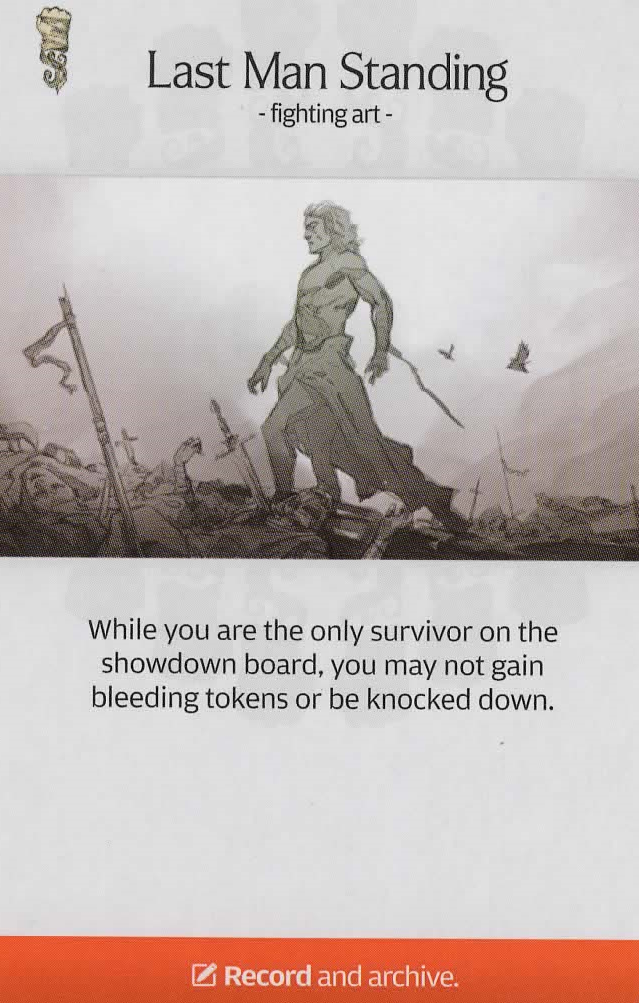 Last Man Standing
- fighting art -
While you are the only survivor on the
showdown board, you may not gain
bleeding tokens or be knocked down.
Record and archive.